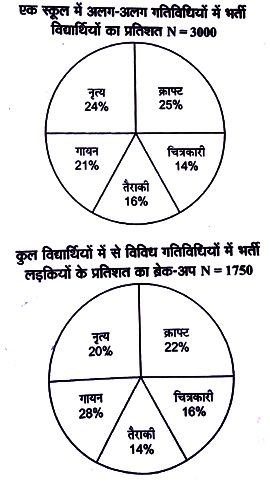 एक स्कूल में अलग-अलग गतिविधियों में भर्ती
विद्यार्थियों का प्रतिशत N = 3000
नृत्य
24%
क्राफ्ट
25%
गायन
21%
चित्रकारी
14%
तैराकी
16%
कुल विद्यार्थियों में से विविध गतिविधियों में भर्ती
लड़कियों के प्रतिशत का ब्रेक-अप N = 1750
नृत्य
20%
क्राफ्ट
22%
गायन
28%
चित्रकारी
16%
तैराकी
14%